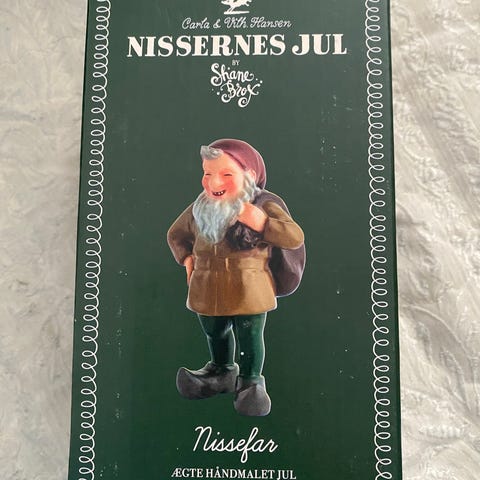 Carla & Vilh. Hansen
NISSERNES JUL
BY
Shane
Brox
Nissefar
ÆGTE HÅNDMALET JUL